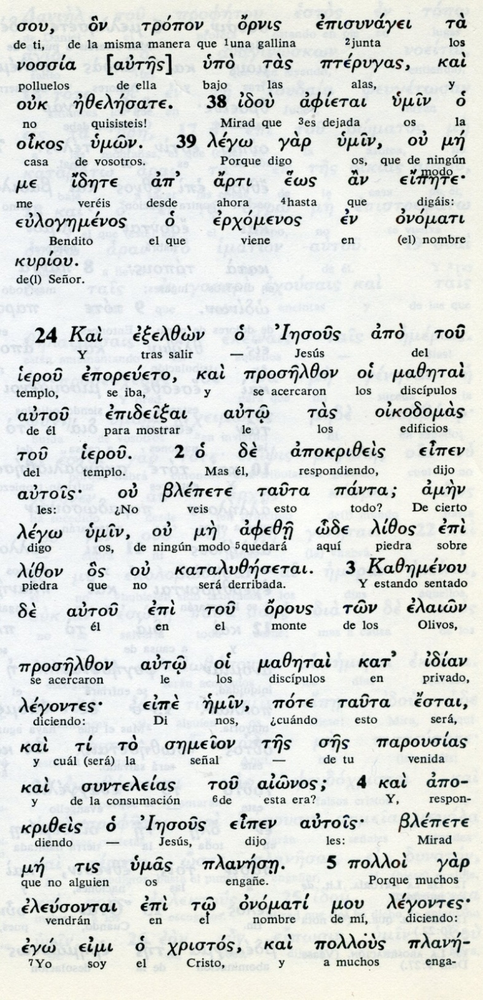 σου, ὃν τρόπον ὄρνις ἐπισυνάγει τὰ
de ti, de la misma manera que 1una gallina 2junta los
νοσσία [αὐτῆς] ὑπὸ τὰς πτέρυγας, καὶ
polluelos de ella bajo las alas, y
οὐκ ἠθελήσατε. 38 ἰδοὺ ἀφίεται ὑμῖν ὁ
no quisisteis! Mirad que 3es dejada os la
οἶκος ὑμῶν. 39 λέγω γὰρ ὑμῖν, οὐ μή
casa de vosotros. Porque digo os, que de ningún
modo
με ἴδητε ἀπ' ἄρτι ἕως ἂν εἴπητε·
me veréis desde ahora 4hasta que digáis:
εὐλογημένος ὁ ἐρχόμενος ἐν ὀνόματι
Bendito el que viene en (el) nombre
κυρίου.
de(l) Señor.
24 Καὶ ἐξελθὼν ὁ Ἰησοῦς ἀπὸ τοῦ
Y tras salir — Jesús del
ἱεροῦ ἐπορεύετο, καὶ προσῆλθον οἱ μαθηταὶ
templo, se iba, y se acercaron los discípulos
αὐτοῦ ἐπιδεῖξαι αὐτῷ τὰς οἰκοδομὰς
de él para mostrar le los edificios
τοῦ ἱεροῦ. 2 ὁ δὲ ἀποκριθεὶς εἶπεν
del templo. Mas él, respondiendo, dijo
αὐτοῖς· οὐ βλέπετε ταῦτα πάντα; ἀμὴν
les: ¿No veis esto todo? De cierto
λέγω ὑμῖν, οὐ μὴ ἀφεθῇ ὧδε λίθος ἐπὶ
digo os, de ningún modo 5quedará aquí piedra sobre
λίθον ὃς οὐ καταλυθήσεται. 3 Καθημένου
piedra que no será derribada. Y estando sentado
δὲ αὐτοῦ ἐπὶ τοῦ ὄρους τῶν ἐλαιῶν
él en el monte de los Olivos,
προσῆλθον αὐτῷ οἱ μαθηταὶ κατ' ἰδίαν
se acercaron le los discípulos en privado,
λέγοντες· εἰπὲ ἡμῖν, πότε ταῦτα ἔσται,
diciendo: Di nos, ¿cuándo esto será,
καὶ τί τὸ σημεῖον τῆς σῆς παρουσίας
y cuál (será) la señal — de tu venida
καὶ συντελείας τοῦ αἰῶνος; 4 καὶ ἀπο-
y de la consumación 6de esta era? Y, respon-
κριθεὶς ὁ Ἰησοῦς εἶπεν αὐτοῖς· βλέπετε
diendo — Jesús, dijo les: Mirad
μή τις ὑμᾶς πλανήσῃ. 5 πολλοὶ γὰρ
que no alguien os engañe. Porque muchos
ἐλεύσονται ἐπὶ τῷ ὀνόματί μου λέγοντες·
vendrán en el nombre de mí, diciendo:
ἐγώ εἰμι ὁ χριστός, καὶ πολλοὺς πλανή-
7Yo soy el Cristo, y a muchos enga-